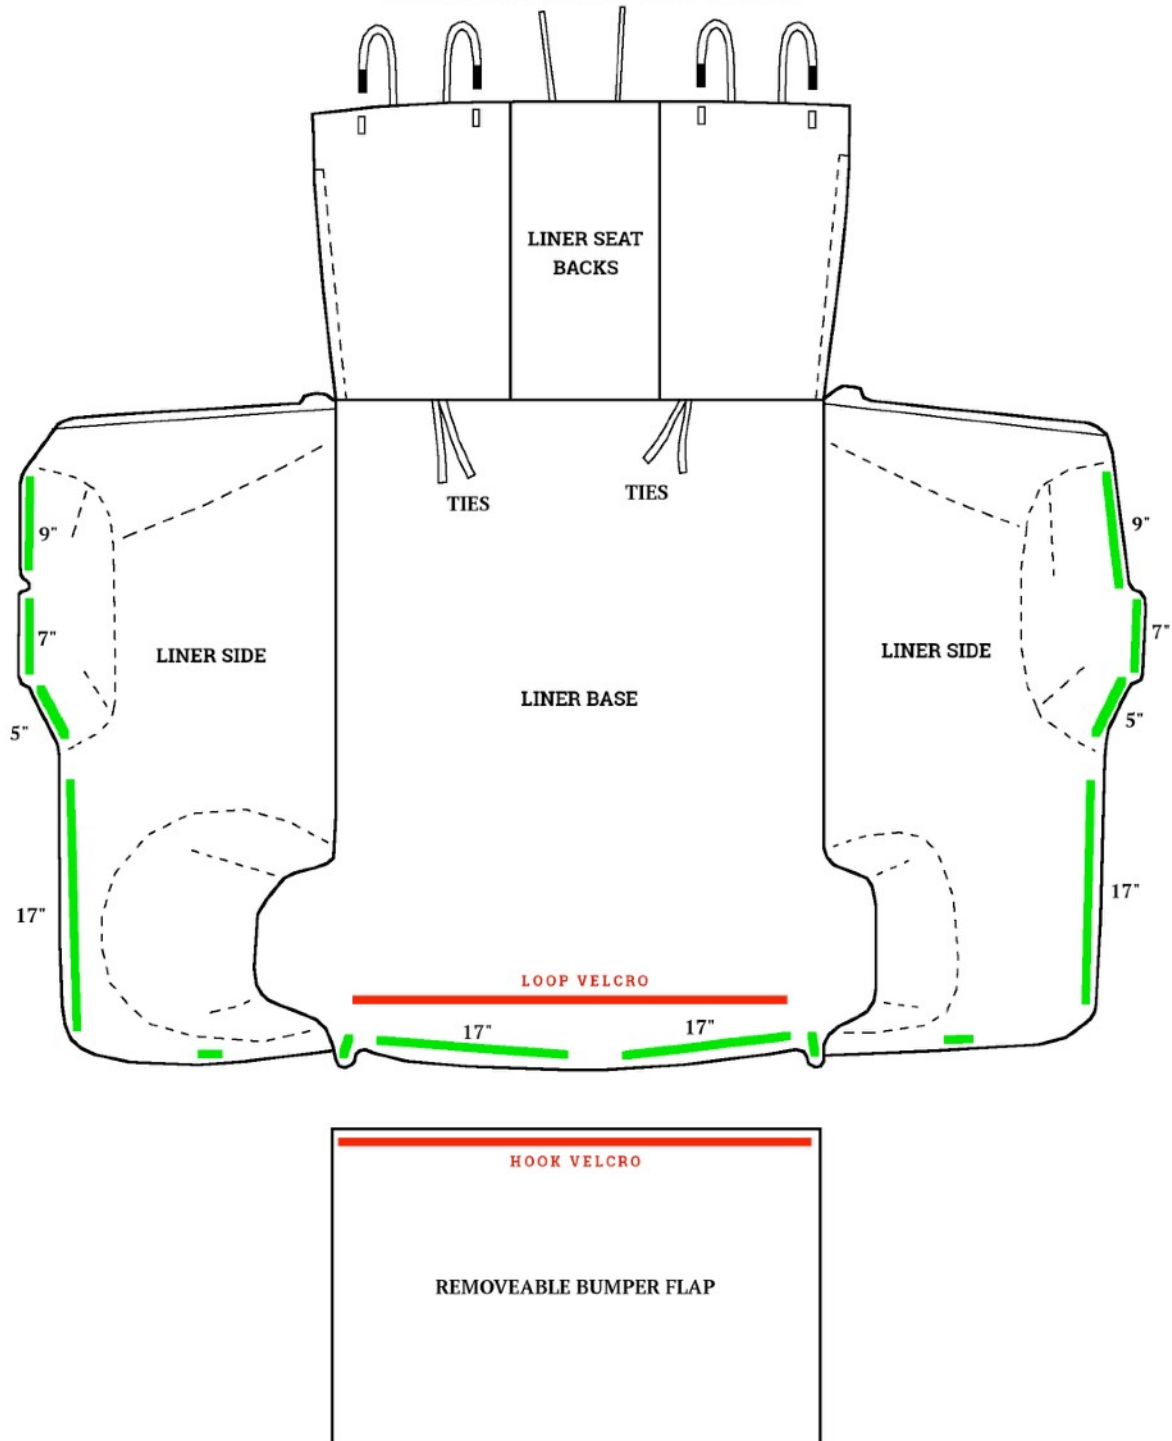 LINER SEAT
BACKS
TIES
TIES
9"
9"
7"
7"
LINER SIDE
LINER SIDE
LINER BASE
5"
5"
17"
17"
LOOP VELCRO
17"
17"
HOOK VELCRO
REMOVEABLE BUMPER FLAP